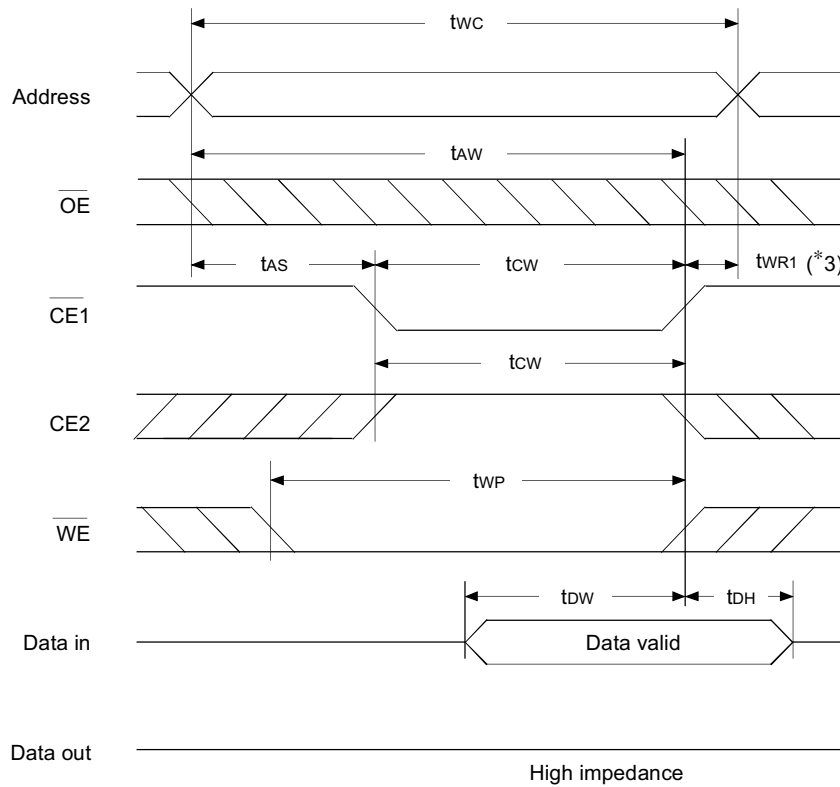 tWC
Address
tAW
OE
tAS
tCW
tWR1 (*3)
CE1
tCW
CE2
tWP
WE
tDW
tDH
Data in
Data valid
Data out
High impedance